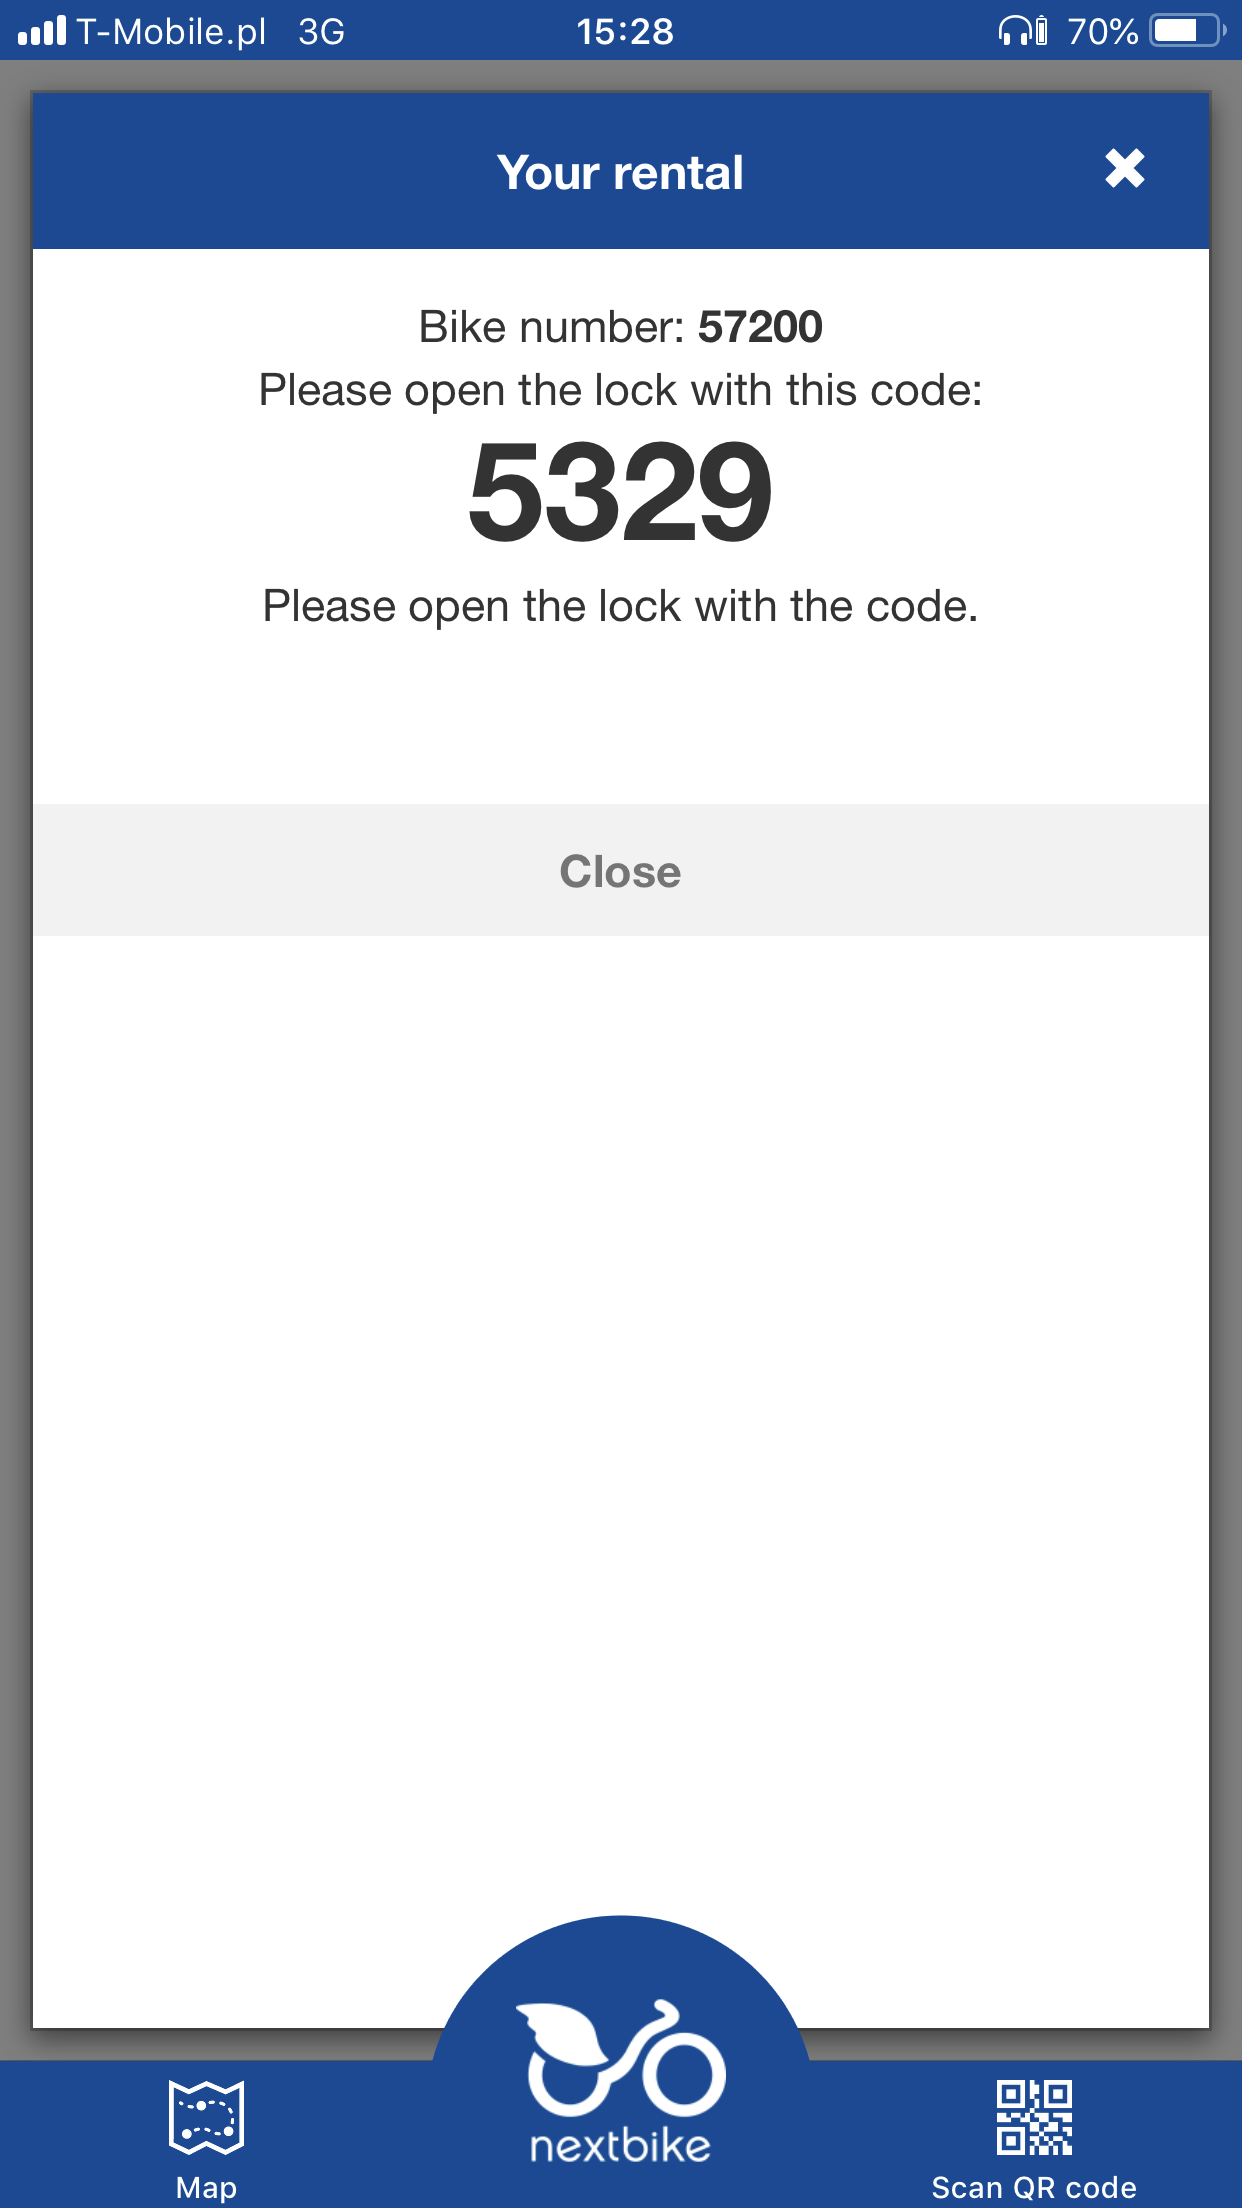 T-Mobile.pl 3G 15:28 70%
Your rental
Bike number: 57200
Please open the lock with this code:
5329
Please open the lock with the code.
Close
nextbike
Map Scan QR code